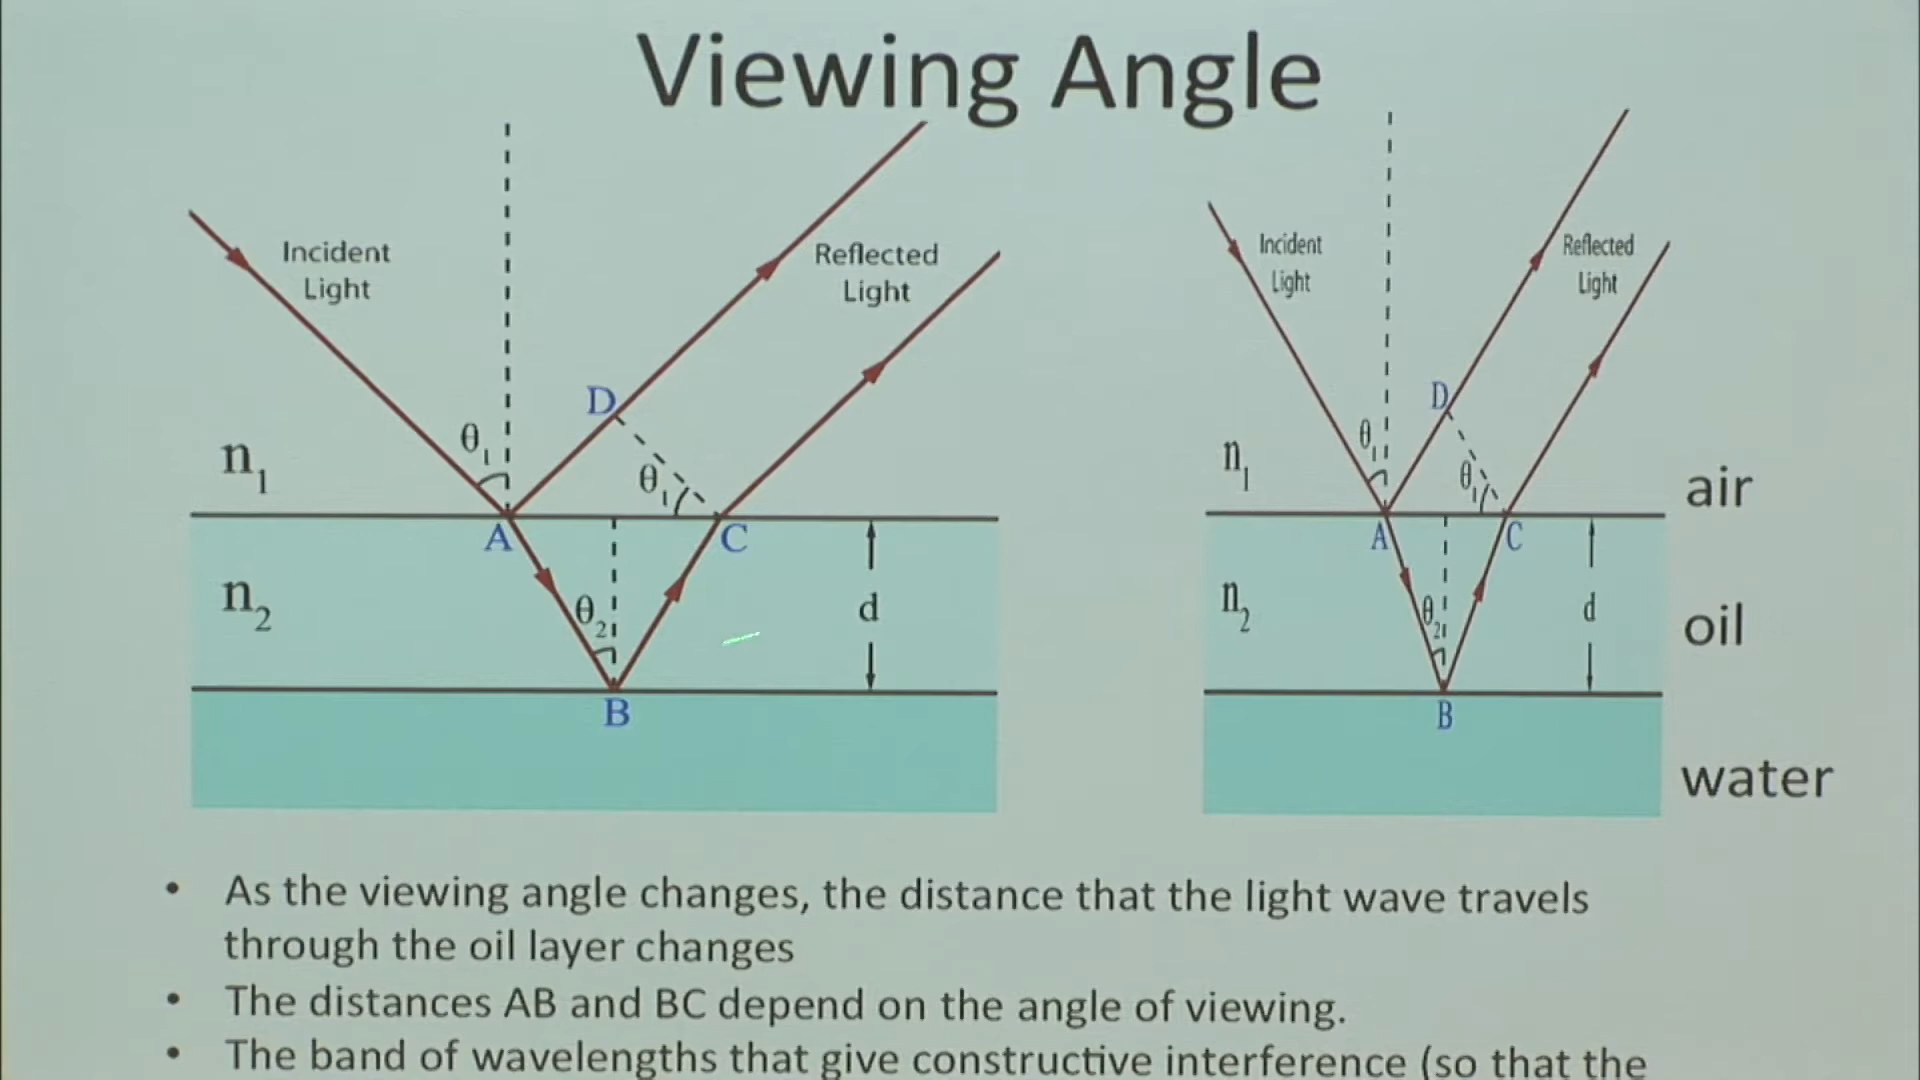 Viewing Angle
Incident
Light
Reflected
Light
D
θ1
θ1
n1
A
C
n2
θ2
d
B
Incident
Light
Reflected
Light
D
θ1
θ1
n1
air
A
C
n2
θ2
d
oil
B
water
• As the viewing angle changes, the distance that the light wave travels
through the oil layer changes
• The distances AB and BC depend on the angle of viewing.
• The band of wavelengths that give constructive interference (so that the